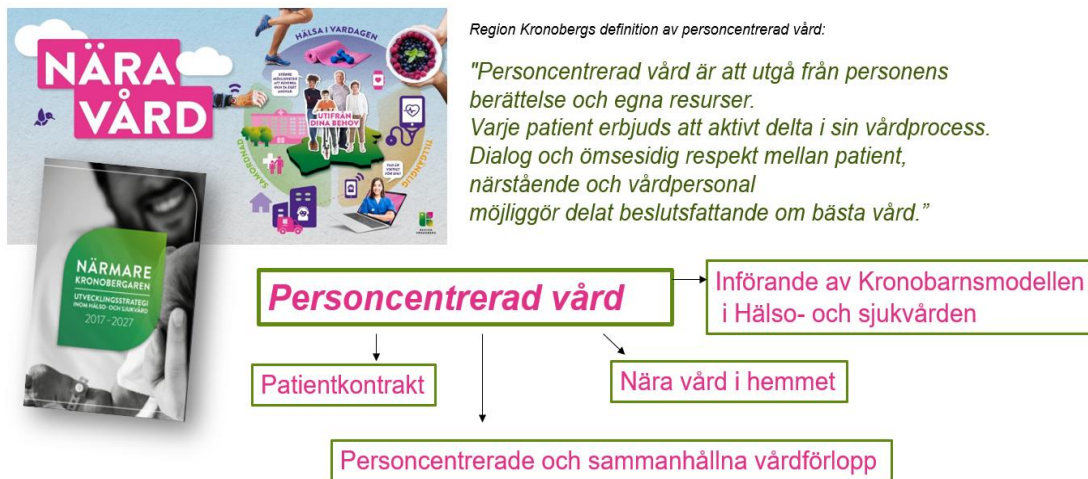 NÄRA
VÅRD
HÄLSA I VARDAGEN
UTIFRÅN
DINA BEHOV
SAMORDNAD
TILLGÄNGLIG
NÄRMARE
KRONOBERGAREN
UTVECKLINGSSTRATEGI
INOM HÄLSO- OCH SJUKVÅRD
2017–2027
Region Kronobergs definition av personcentrerad vård:
"Personcentrerad vård är att utgå från personens
berättelse och egna resurser.
Varje patient erbjuds att aktivt delta i sin vårdprocess.
Dialog och ömsesidig respekt mellan patient,
närstående och vårdpersonal
möjliggör delat beslutsfattande om bästa vård.”
Personcentrerad vård
Införande av Kronobarnsmodellen
i Hälso- och sjukvården
Patientkontrakt
Nära vård i hemmet
Personcentrerade och sammanhållna vårdförlopp